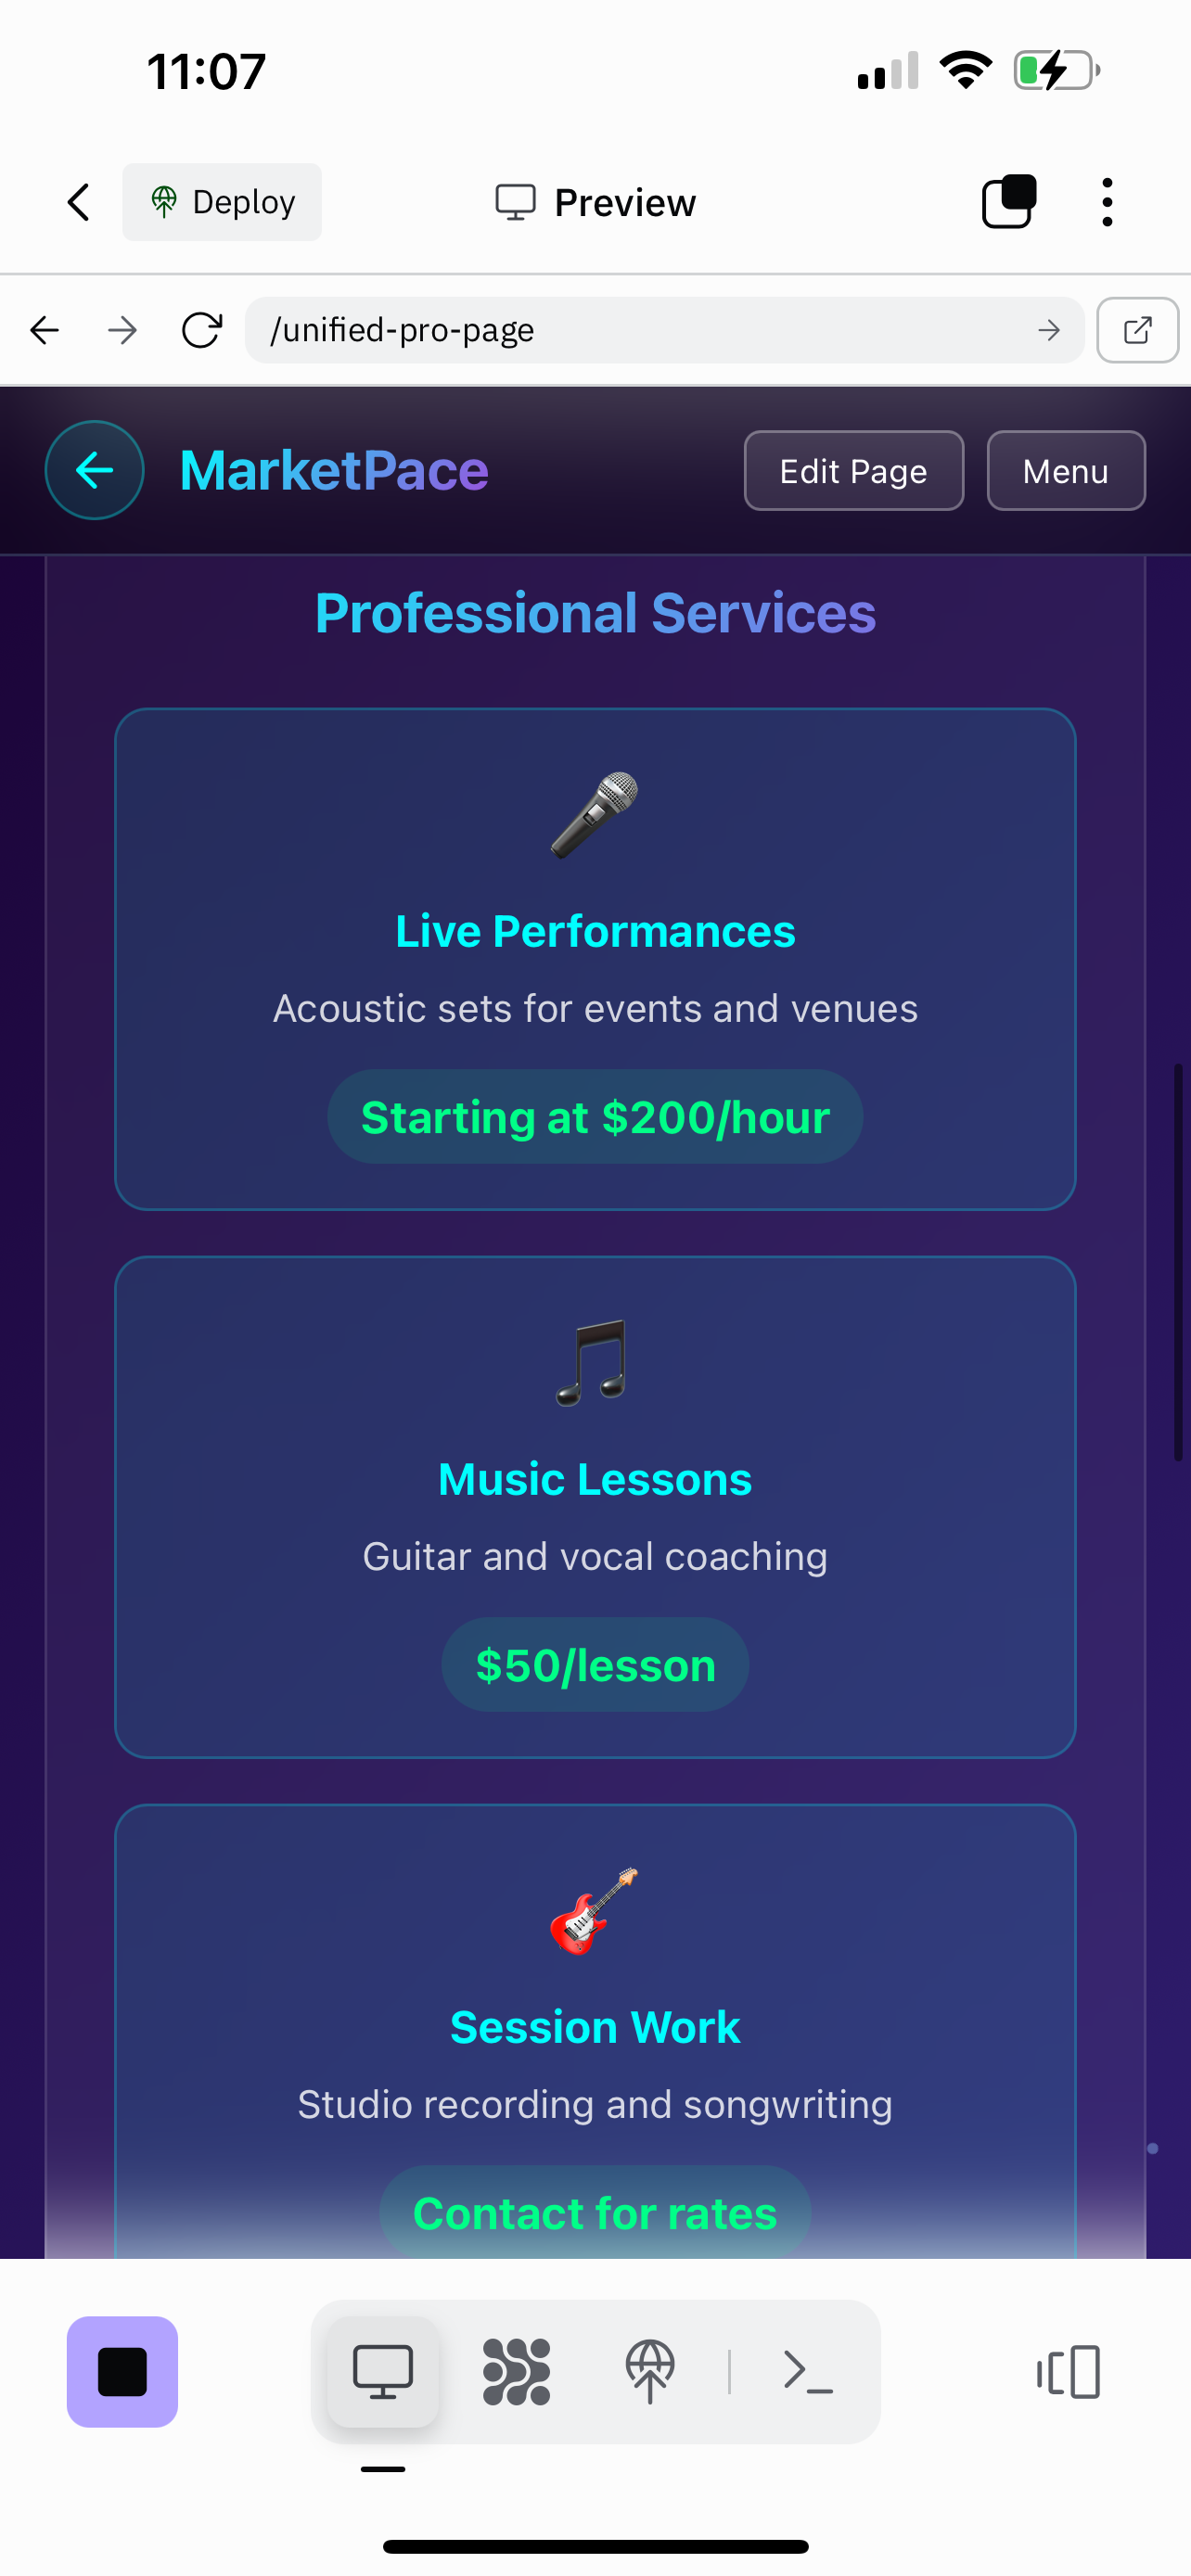 11:07
Deploy
Preview
/unified-pro-page
MarketPace
Edit Page
Menu
Professional Services
Live Performances
Acoustic sets for events and venues
Starting at $200/hour
Music Lessons
Guitar and vocal coaching
$50/lesson
Session Work
Studio recording and songwriting
Contact for rates